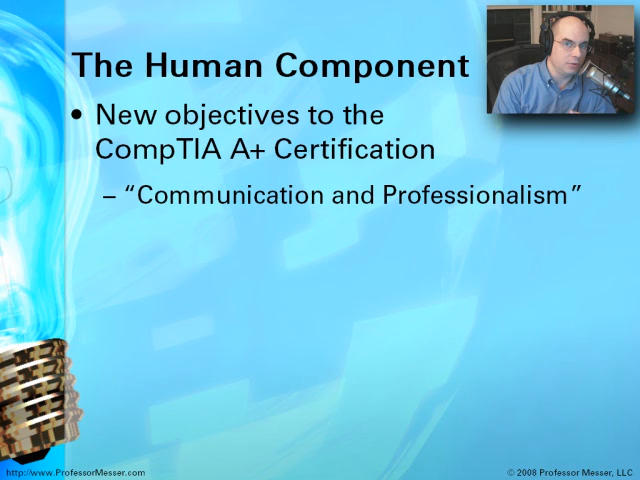 The Human Component
• New objectives to the
CompTIA A+ Certification
– “Communication and Professionalism”
http://www.ProfessorMesser.com
© 2008 Professor Messer, LLC